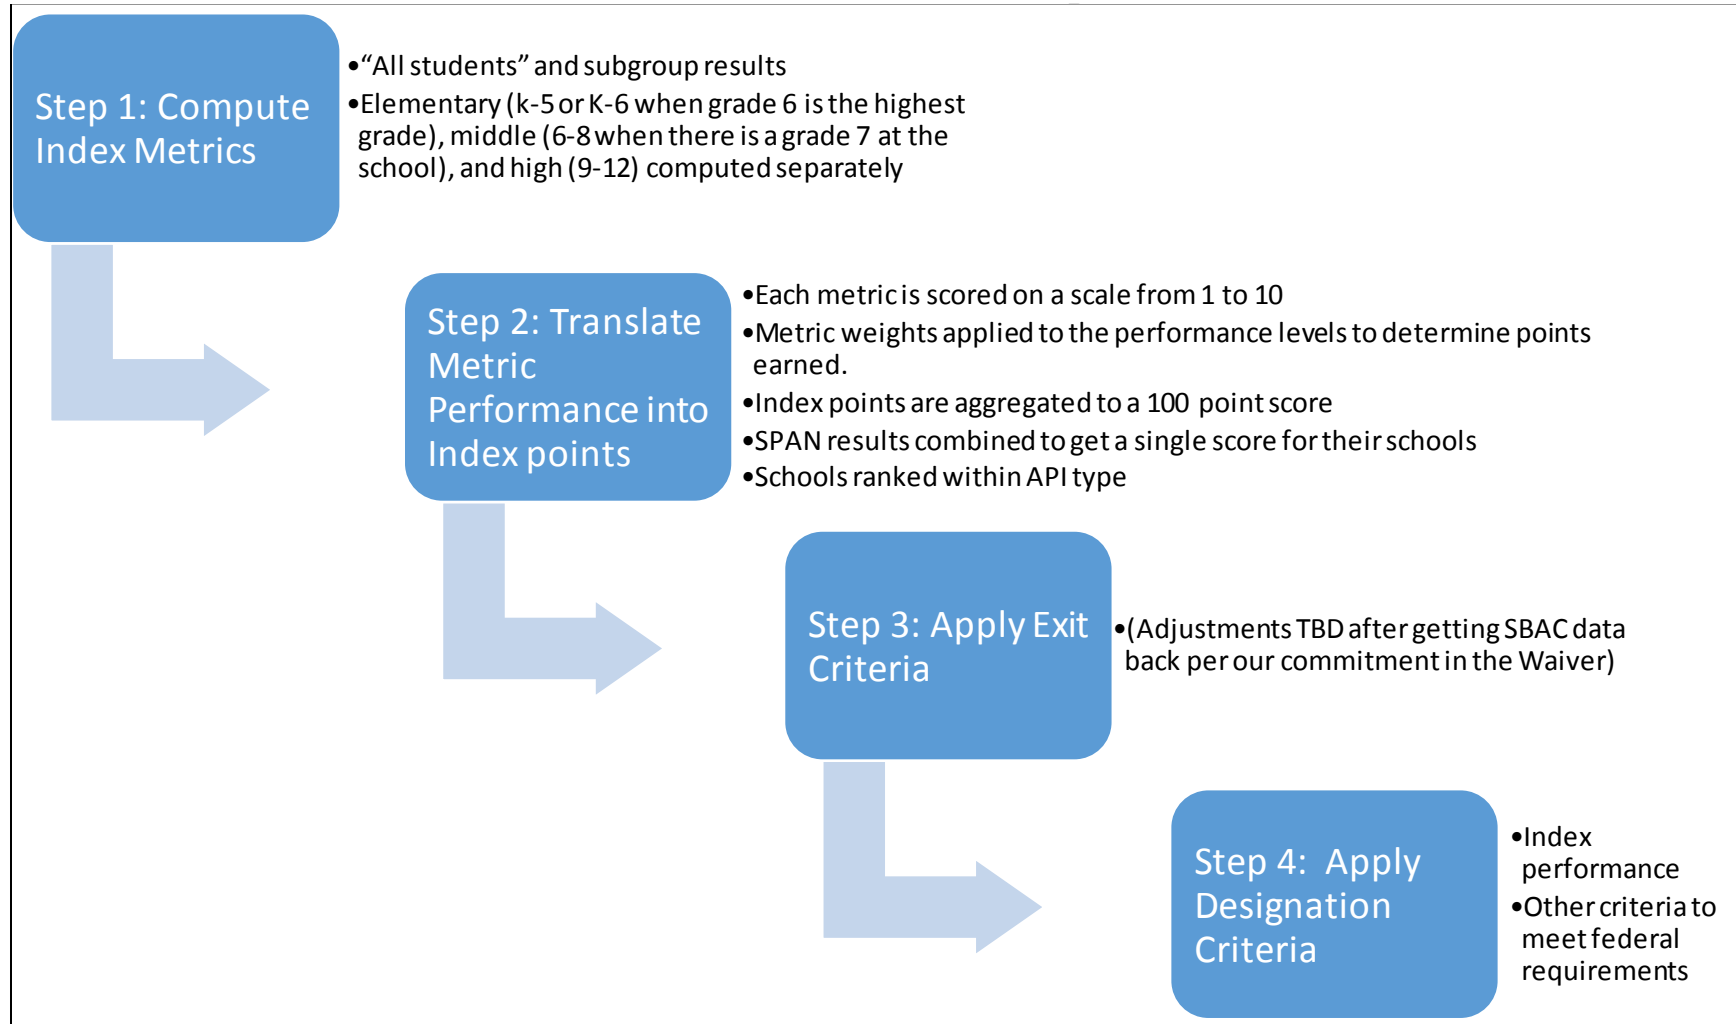 Step 1: Compute
Index Metrics
•“All students” and subgroup results
•Elementary (k-5 or K-6 when grade 6 is the highest
grade), middle (6-8 when there is a grade 7 at the
school), and high (9-12) computed separately
Step 2: Translate
Metric
Performance into
Index points
•Each metric is scored on a scale from 1 to 10
•Metric weights applied to the performance levels to determine points
earned.
•Index points are aggregated to a 100 point score
•SPAN results combined to get a single score for their schools
•Schools ranked within API type
Step 3: Apply Exit
Criteria
•(Adjustments TBD after getting SBAC data
back per our commitment in the Waiver)
Step 4: Apply
Designation
Criteria
•Index
performance
•Other criteria to
meet federal
requirements